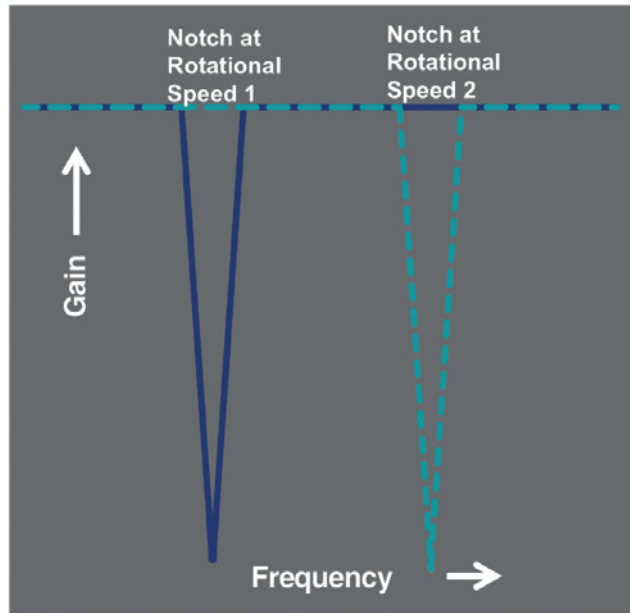 Notch at
Rotational
Speed 1
Notch at
Rotational
Speed 2
Gain
Frequency